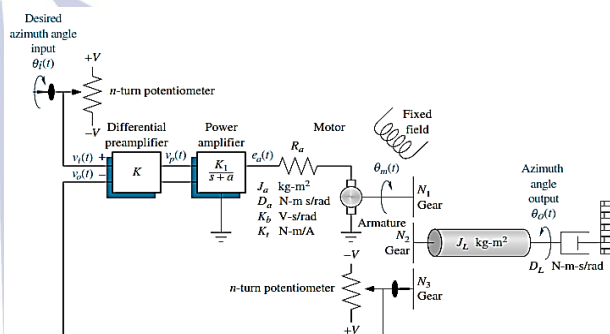 Desired
azimuth angle
input
θi(t)
+V
n-turn potentiometer
-V
Differential
preamplifier
Power
amplifier
Motor
Fixed
field
vi(t) +
vo(t) -
K
vp(t)
K1
s+a
ea(t)
Ra
Ja kg-m²
Da N-m s/rad
Kb V-s/rad
Kt N-m/A
θm(t)
N1
Gear
Armature
N2
Gear
JL kg-m²
Azimuth
angle
output
θo(t)
DL N-m-s/rad
-V
n-turn potentiometer
N3
Gear
+V